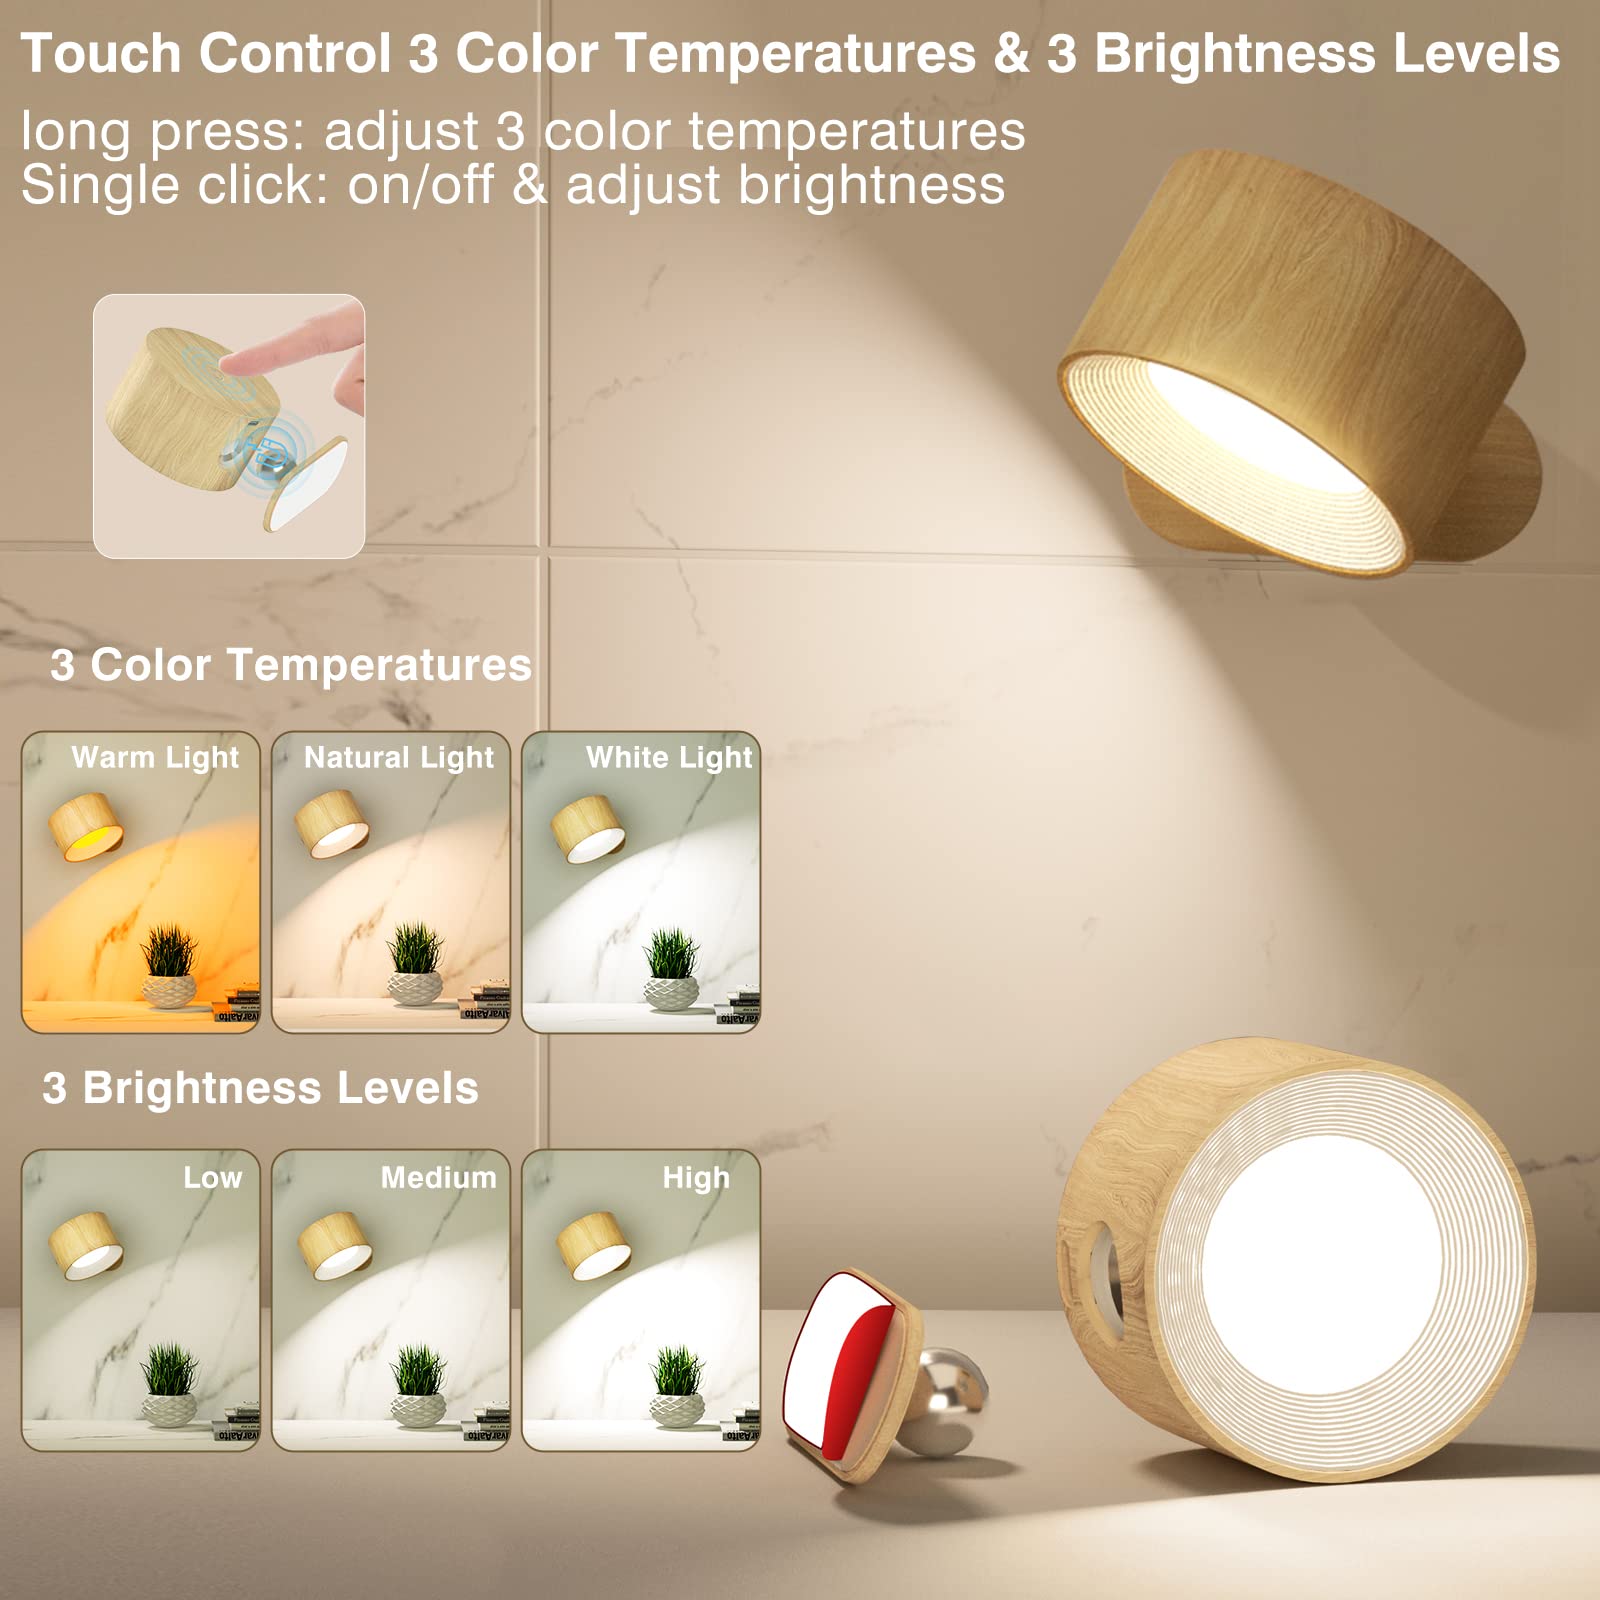 Touch Control 3 Color Temperatures & 3 Brightness Levels
long press: adjust 3 color temperatures
Single click: on/off & adjust brightness
3 Color Temperatures
Warm Light
Natural Light
White Light
3 Brightness Levels
Low
Medium
High